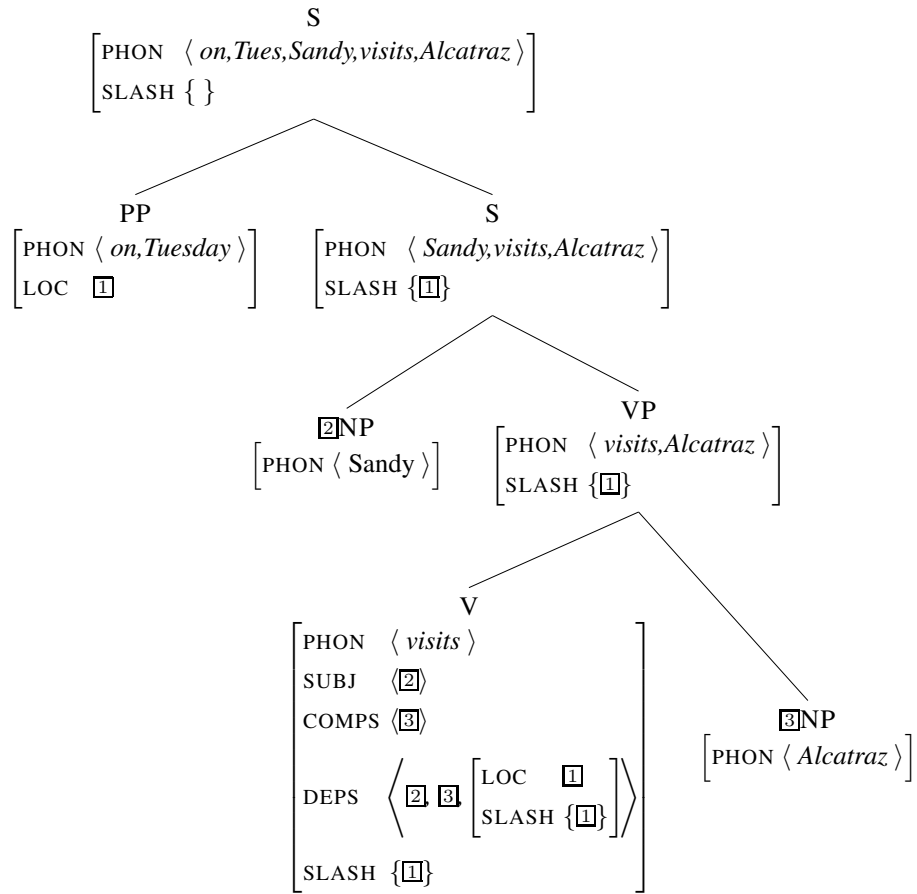 S
PHON ⟨ on,Tues,Sandy,visits,Alcatraz ⟩
SLASH { }
PP
PHON ⟨ on,Tuesday ⟩
LOC 1
S
PHON ⟨ Sandy,visits,Alcatraz ⟩
SLASH {1}
2NP
PHON ⟨ Sandy ⟩
VP
PHON ⟨ visits,Alcatraz ⟩
SLASH {1}
V
PHON ⟨ visits ⟩
SUBJ ⟨2⟩
COMPS ⟨3⟩
DEPS ⟨ 2, 3, [LOC 1
SLASH {1}] ⟩
SLASH {1}
3NP
PHON ⟨ Alcatraz ⟩